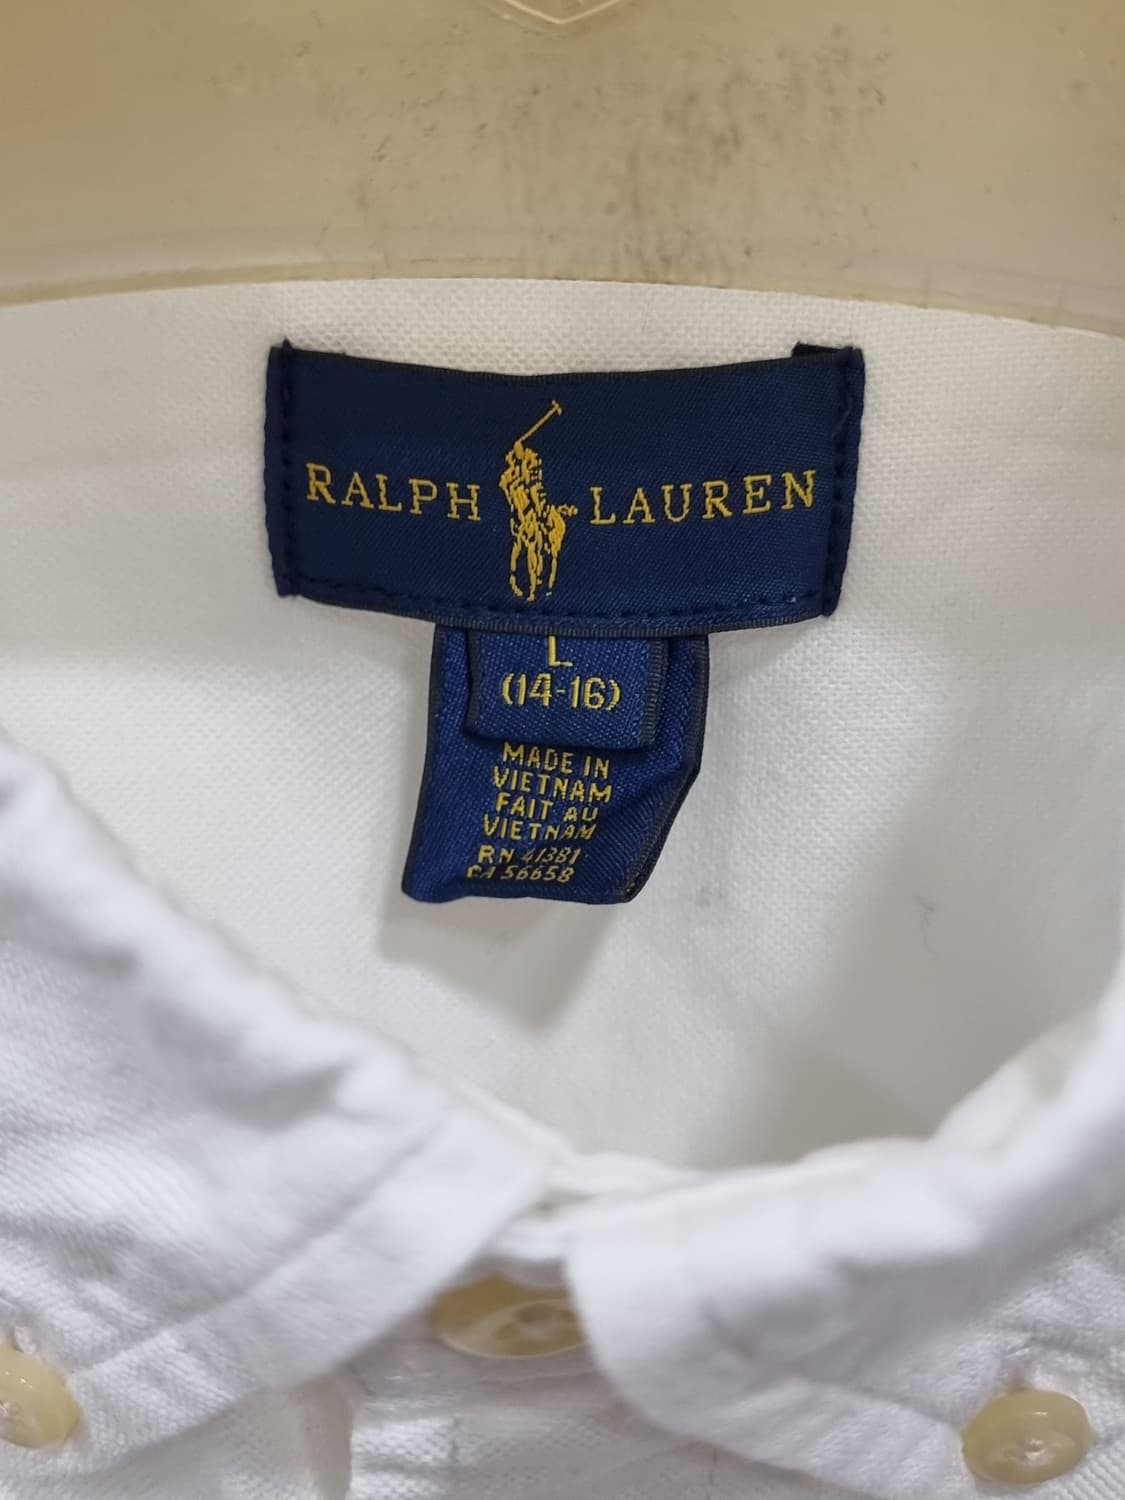 RALPH LAUREN
L
(14-16)
MADE IN
VIETNAM
FAIT AU
VIETNAM
RN 41381
CA 56658